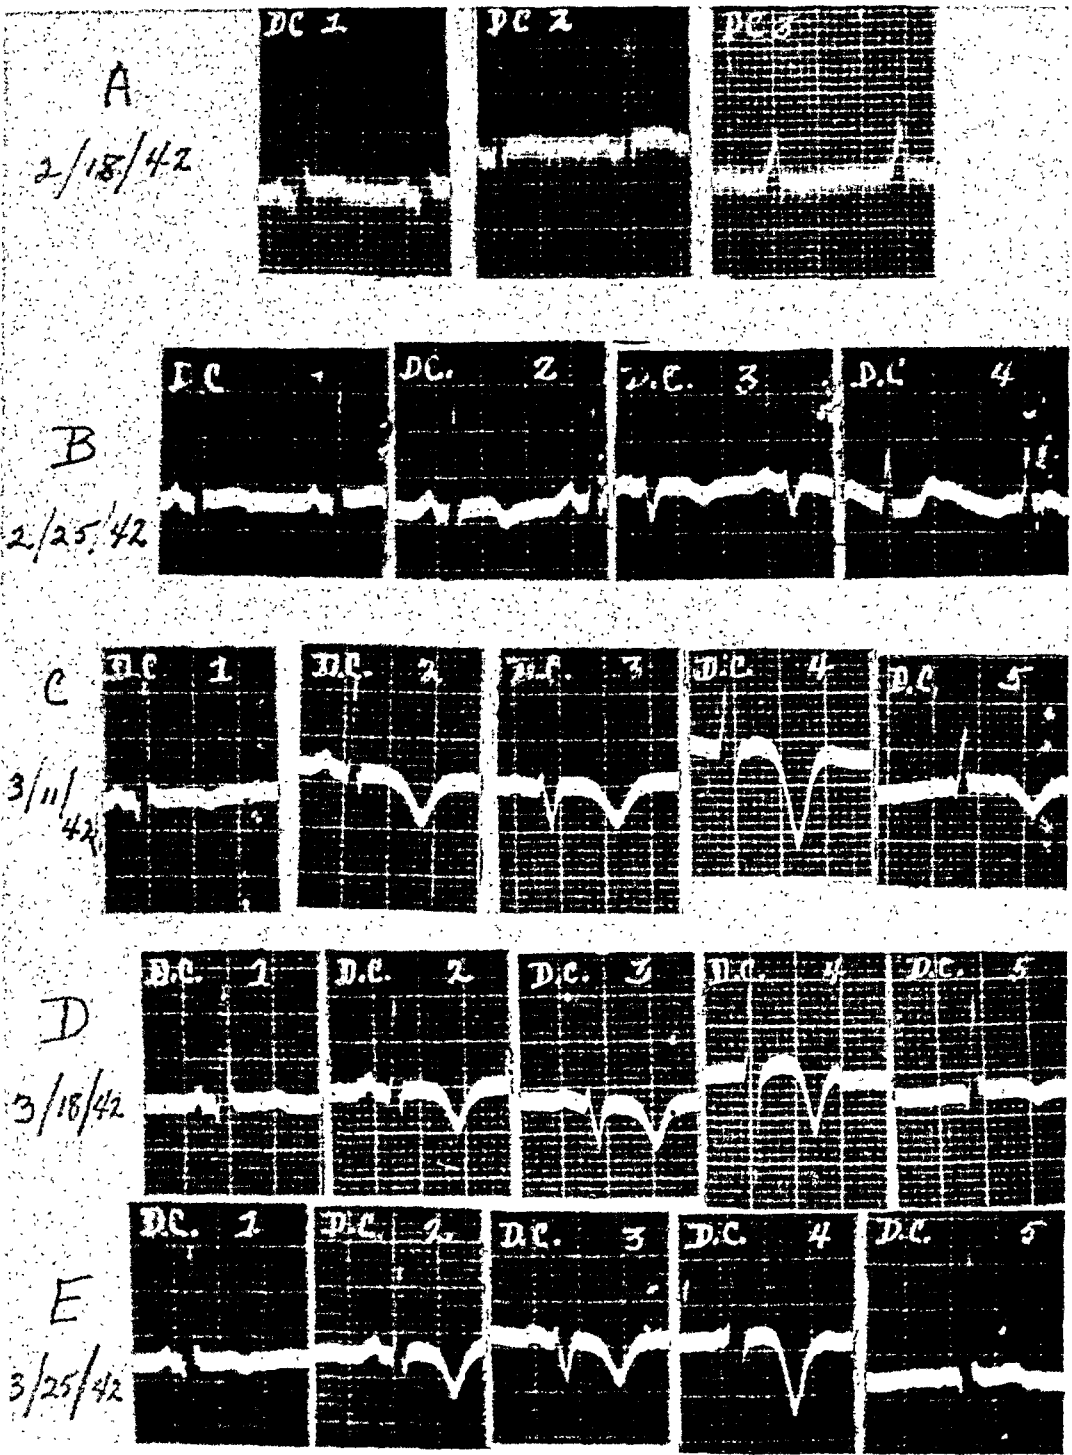 DC 1
DC 2
DC 3
A
2/18/42
D.C
DC. 2
D.C. 3
D.C 4
B
2/25/42
D.C. 1
D.C. 2
D.C. 3
D.C. 4
D.C. 5
C
3/11/
42
D.C. 1
D.C. 2
D.C. 3
D.C. 4
D.C. 5
D
3/18/42
D.C. 1
D.C. 2.
D.C. 3
D.C. 4
D.C. 5
E
3/25/42